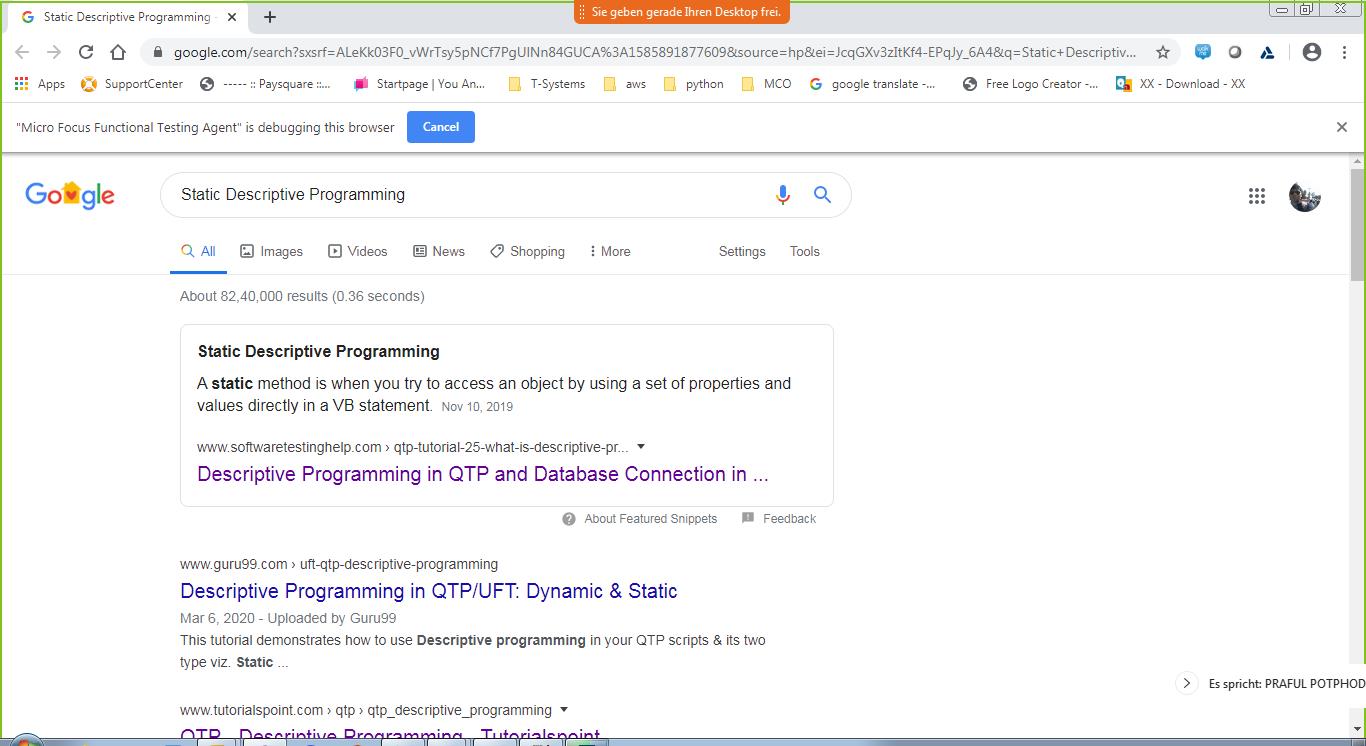 Sie geben gerade Ihren Desktop frei.
Static Descriptive Programming -
google.com/search?sxsrf=ALeKk03F0_vWrTsy5pNCf7PgUlNn84GUCA%3A1585891877609&source=hp&ei=JcqGXv3zItKf4-EPqJy_6A4&q=Static+Descriptiv...
Apps SupportCenter ----- :: Paysquare ::... Startpage | You An... T-Systems aws python MCO google translate -... Free Logo Creator -... XX - Download - XX
"Micro Focus Functional Testing Agent" is debugging this browser Cancel
Google Static Descriptive Programming
All Images Videos News Shopping More Settings Tools
About 82,40,000 results (0.36 seconds)
Static Descriptive Programming
A static method is when you try to access an object by using a set of properties and
values directly in a VB statement. Nov 10, 2019
www.softwaretestinghelp.com › qtp-tutorial-25-what-is-descriptive-pr...
Descriptive Programming in QTP and Database Connection in ...
About Featured Snippets Feedback
www.guru99.com › uft-qtp-descriptive-programming
Descriptive Programming in QTP/UFT: Dynamic & Static
Mar 6, 2020 - Uploaded by Guru99
This tutorial demonstrates how to use Descriptive programming in your QTP scripts & its two
type viz. Static ...
Es spricht: PRAFUL POTPHOD
www.tutorialspoint.com › qtp › qtp_descriptive_programming
QTP - Descriptive Programming - Tutorialspoint